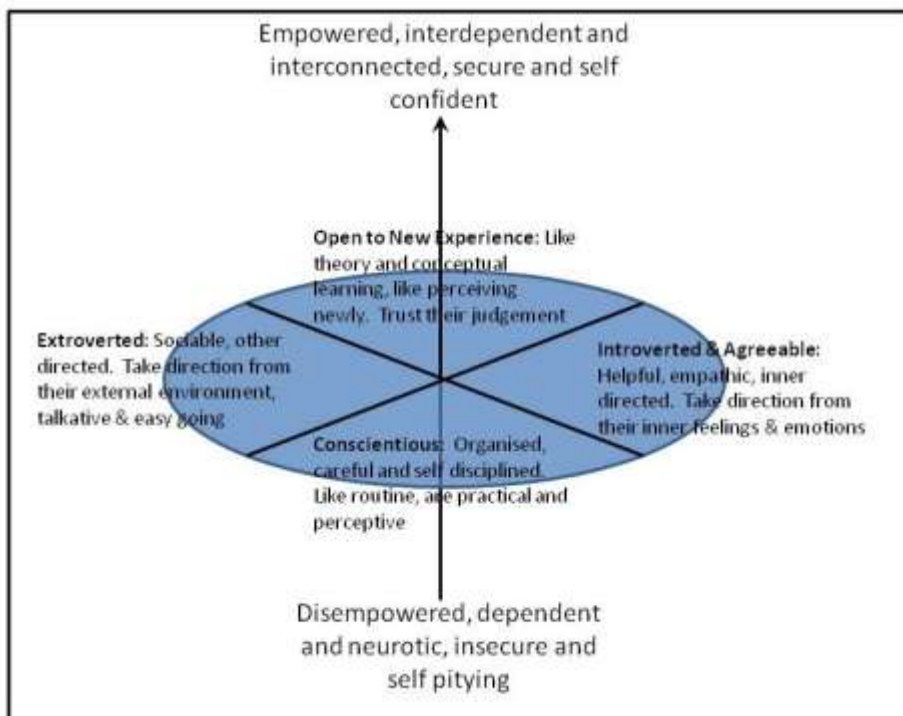 Empowered, interdependent and
interconnected, secure and self
confident
Open to New Experience: Like
theory and conceptual
learning, like perceiving
newly. Trust their judgement
Extroverted: Sociable, other
directed. Take direction from
their external environment,
talkative & easy going
Introverted & Agreeable:
Helpful, empathic, inner
directed. Take direction from
their inner feelings & emotions
Conscientious: Organised,
careful and self disciplined.
Like routine, are practical and
perceptive
Disempowered, dependent
and neurotic, insecure and
self pitying